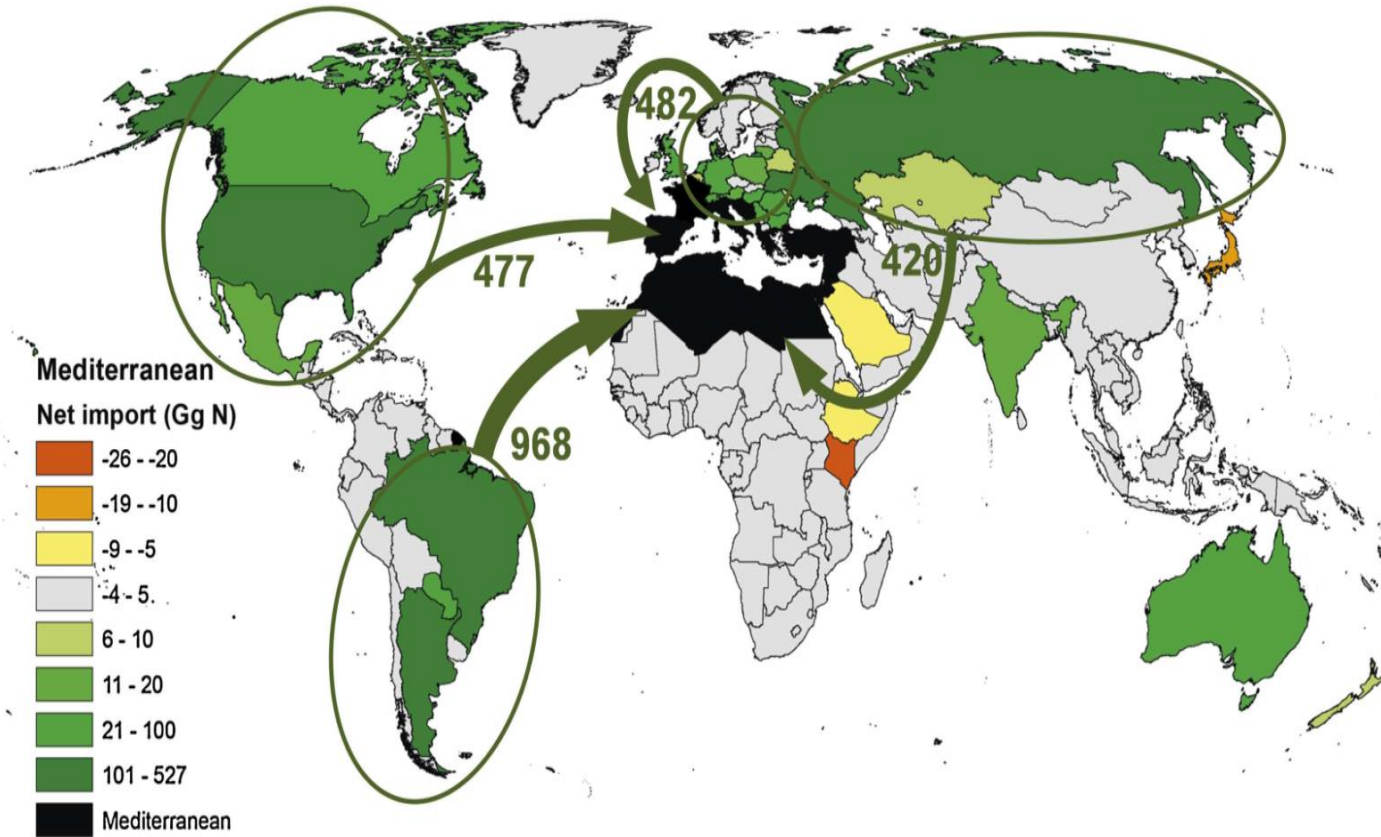 482
420
477
968
Mediterranean
Net import (Gg N)
-26 - -20
-19 - -10
-9 - -5
-4 - 5.
6 - 10
11 - 20
21 - 100
101 - 527
Mediterranean